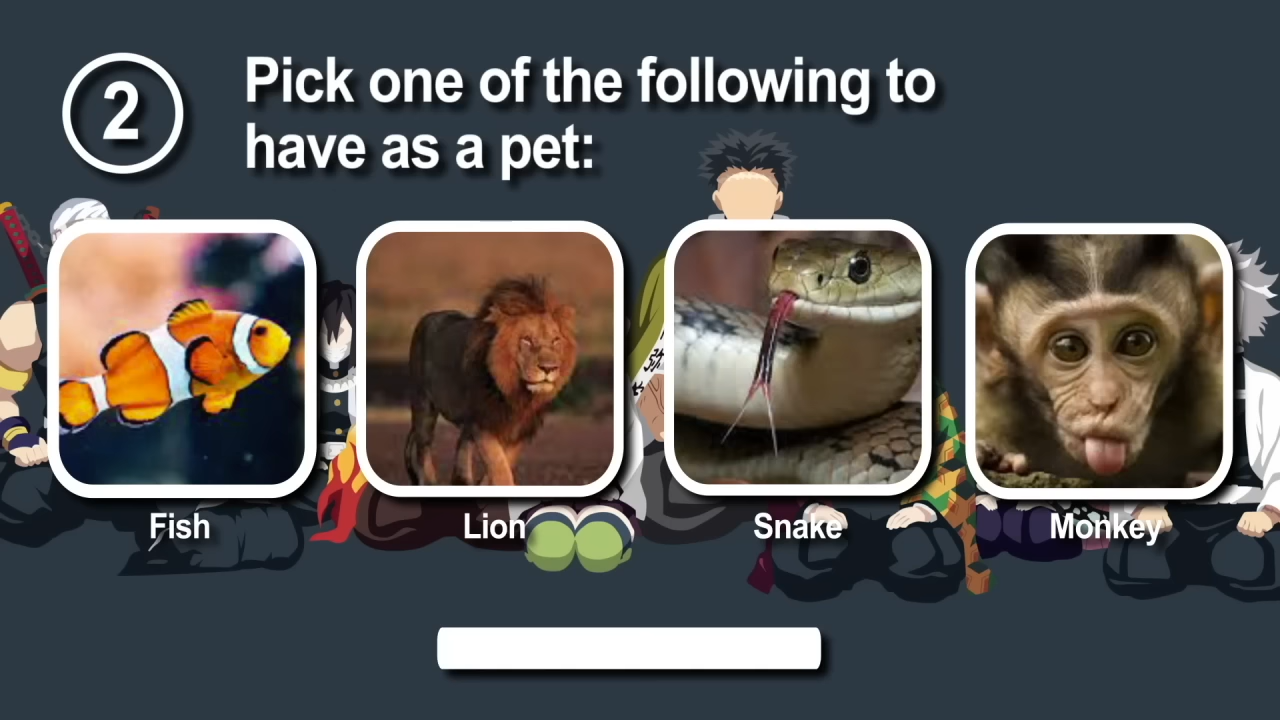 2
Pick one of the following to
have as a pet:
Fish
Lion
Snake
Monkey